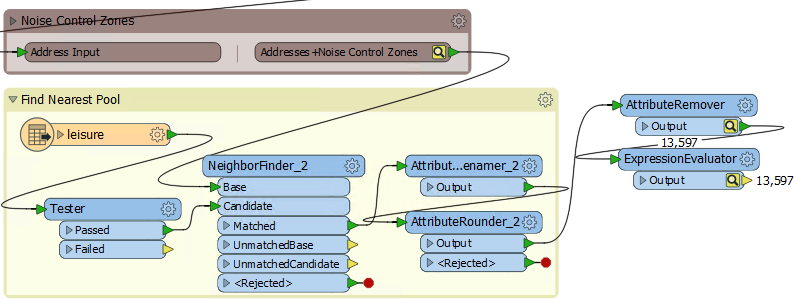 Noise Control Zones
Address Input
Addresses +Noise Control Zones
Find Nearest Pool
leisure
Tester
Passed
Failed
NeighborFinder_2
Base
Candidate
Matched
UnmatchedBase
UnmatchedCandidate
<Rejected>
Attribut...enamer_2
Output
AttributeRounder_2
Output
<Rejected>
AttributeRemover
Output
13,597
ExpressionEvaluator
Output
13,597